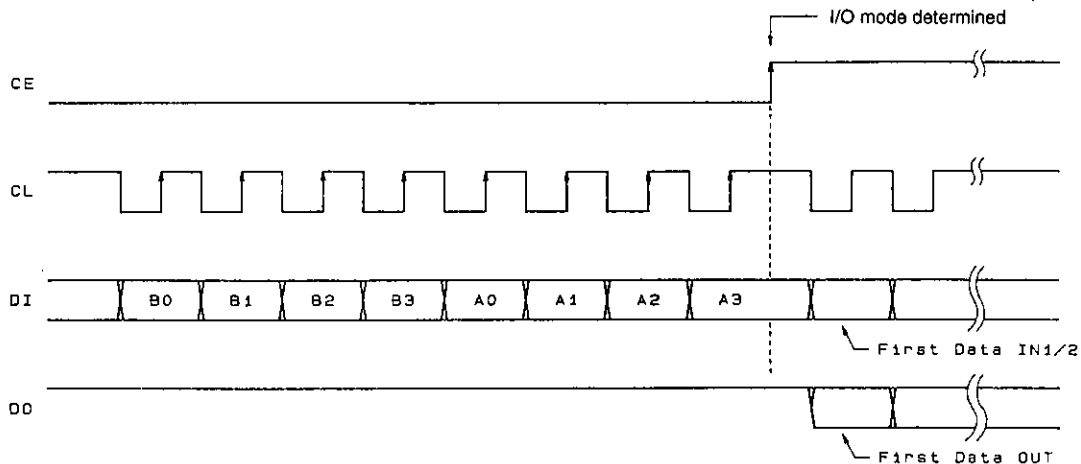 I/O mode determined
CE
CL
DI B0 B1 B2 B3 A0 A1 A2 A3
First Data IN1/2
DO
First Data OUT